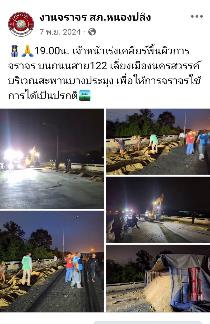 งานจราจร สภ.หนองปลิง
7 พ.ย. 2024
19.00น. เจ้าหน้าเร่งเคลียร์พื้นผิวการ
จราจร บนถนนสาย122 เลี่ยงเมืองนครสวรรค์
บริเวณสะพานบางประมุง เพื่อให้การจราจรใช้
การได้เป็นปรกติ